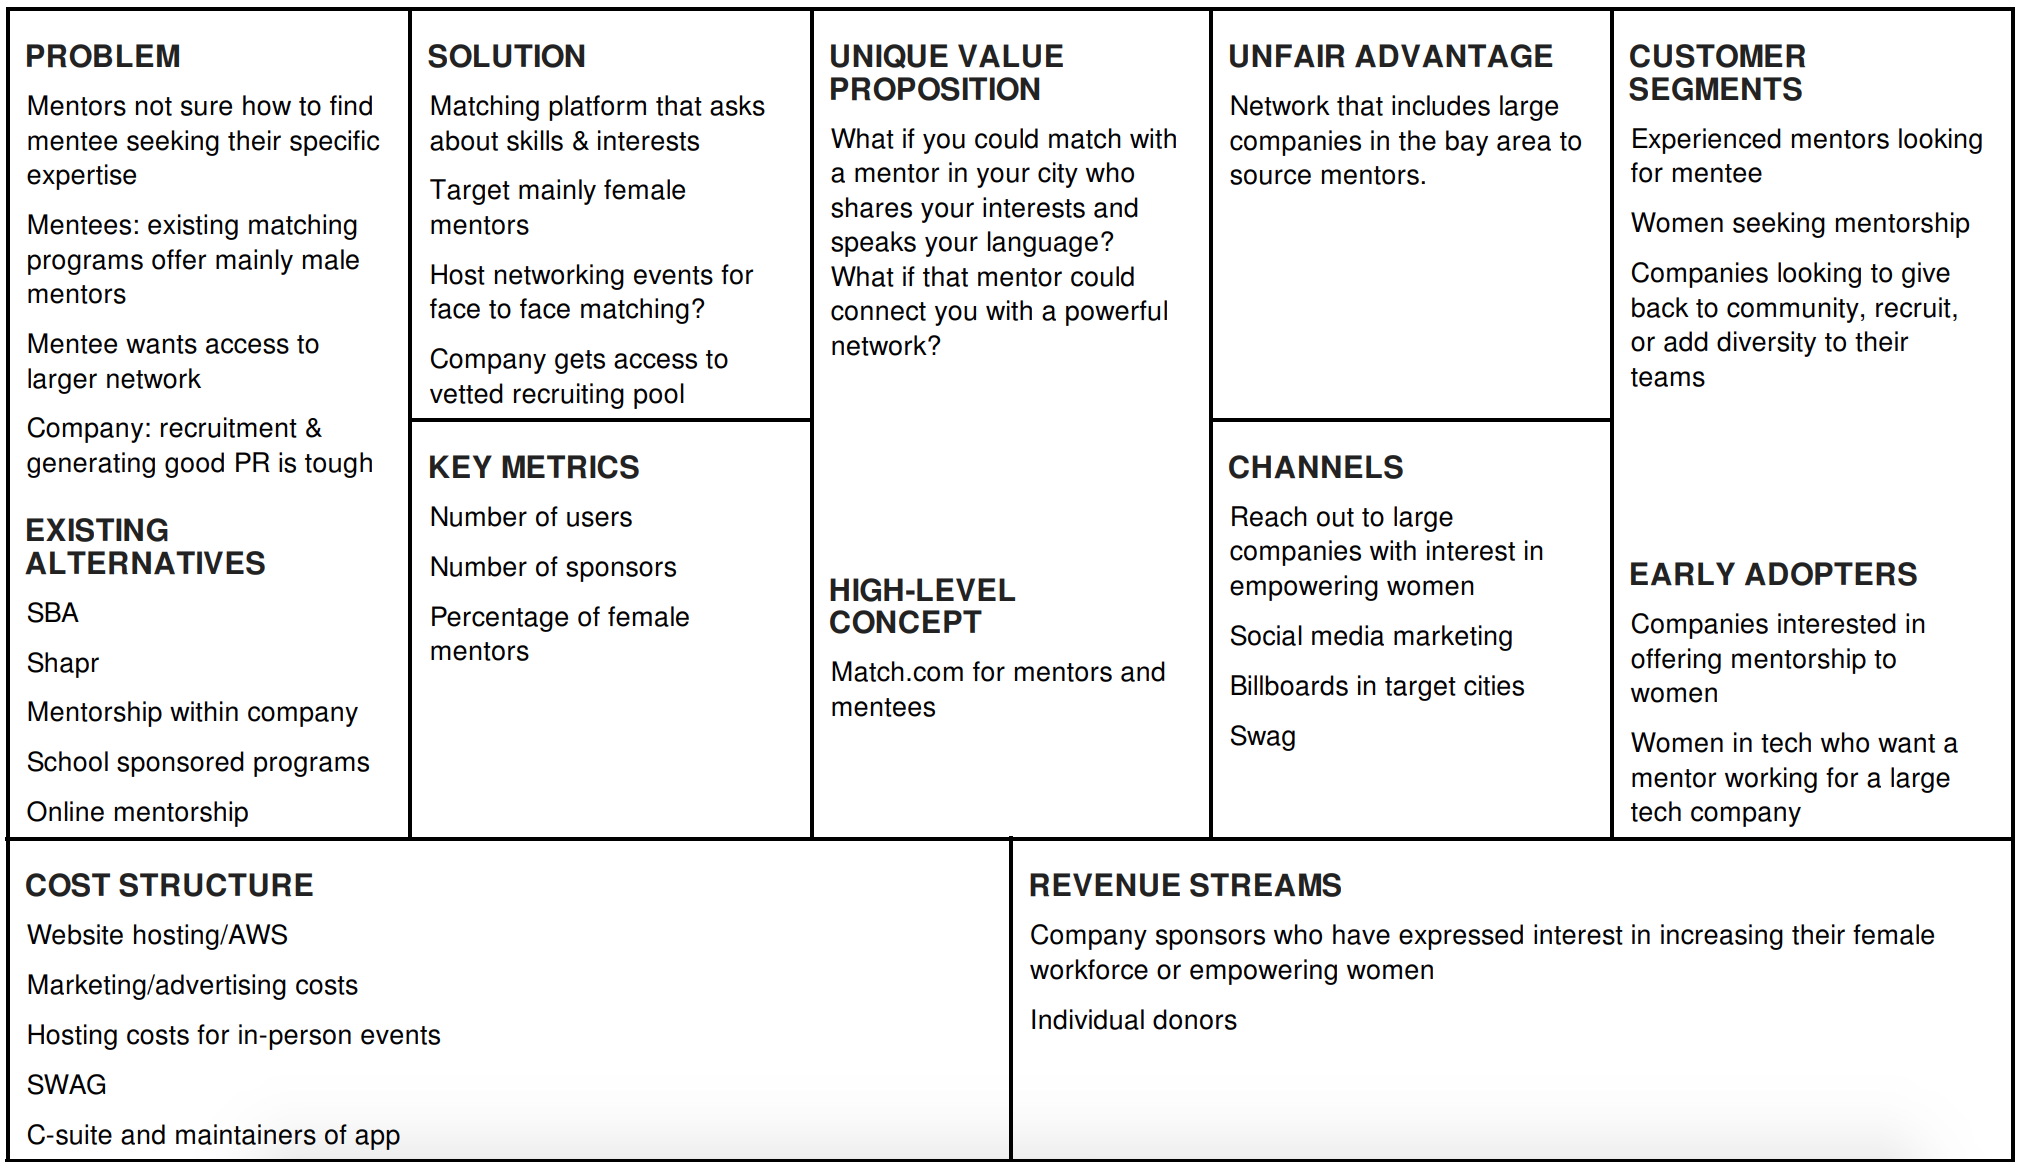 PROBLEM
Mentors not sure how to find
mentee seeking their specific
expertise
Mentees: existing matching
programs offer mainly male
mentors
Mentee wants access to
larger network
Company: recruitment &
generating good PR is tough
EXISTING
ALTERNATIVES
SBA
Shapr
Mentorship within company
School sponsored programs
Online mentorship
SOLUTION
Matching platform that asks
about skills & interests
Target mainly female
mentors
Host networking events for
face to face matching?
Company gets access to
vetted recruiting pool
KEY METRICS
Number of users
Number of sponsors
Percentage of female
mentors
UNIQUE VALUE
PROPOSITION
What if you could match with
a mentor in your city who
shares your interests and
speaks your language?
What if that mentor could
connect you with a powerful
network?
HIGH-LEVEL
CONCEPT
Match.com for mentors and
mentees
UNFAIR ADVANTAGE
Network that includes large
companies in the bay area to
source mentors.
CHANNELS
Reach out to large
companies with interest in
empowering women
Social media marketing
Billboards in target cities
Swag
CUSTOMER
SEGMENTS
Experienced mentors looking
for mentee
Women seeking mentorship
Companies looking to give
back to community, recruit,
or add diversity to their
teams
EARLY ADOPTERS
Companies interested in
offering mentorship to
women
Women in tech who want a
mentor working for a large
tech company
COST STRUCTURE
Website hosting/AWS
Marketing/advertising costs
Hosting costs for in-person events
SWAG
C-suite and maintainers of app
REVENUE STREAMS
Company sponsors who have expressed interest in increasing their female
workforce or empowering women
Individual donors